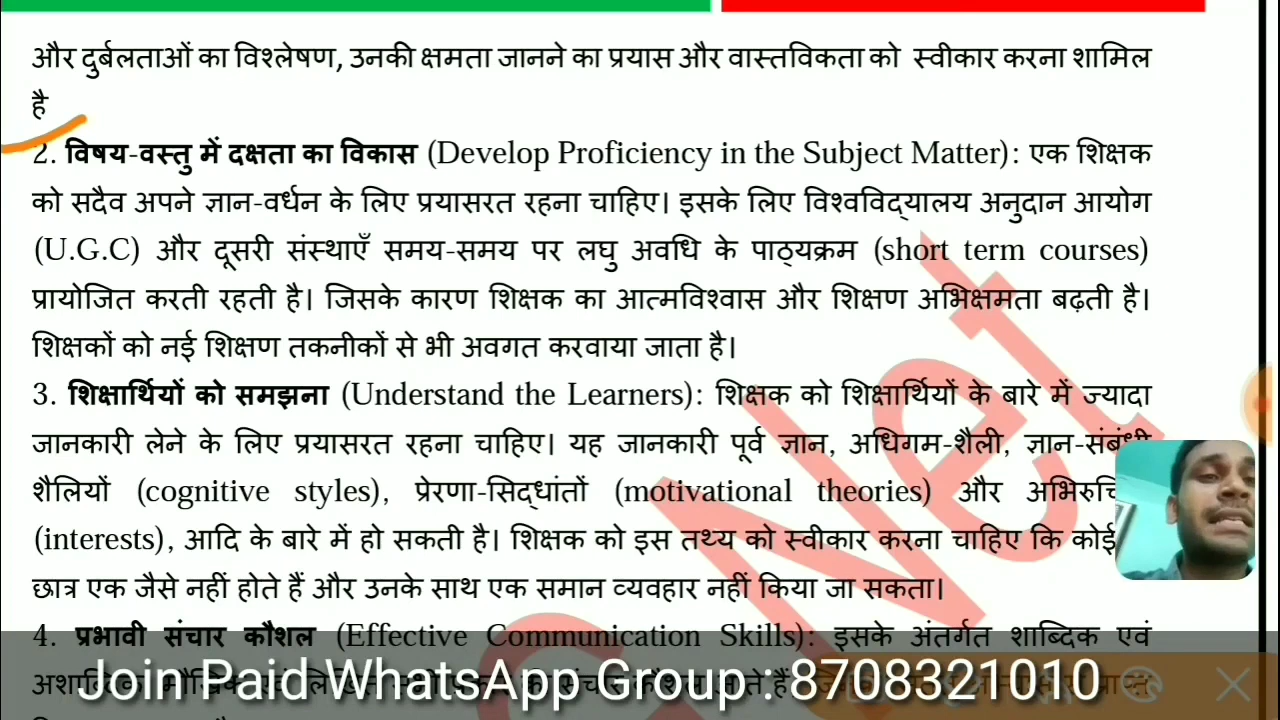 और दुर्बलताओं का विश्लेषण, उनकी क्षमता जानने का प्रयास और वास्तविकता को स्वीकार करना शामिल
है
2. विषय-वस्तु में दक्षता का विकास (Develop Proficiency in the Subject Matter): एक शिक्षक
को सदैव अपने ज्ञान-वर्धन के लिए प्रयासरत रहना चाहिए। इसके लिए विश्वविद्यालय अनुदान आयोग
(U.G.C) और दूसरी संस्थाएँ समय-समय पर लघु अवधि के पाठ्यक्रम (short term courses)
प्रायोजित करती रहती है। जिसके कारण शिक्षक का आत्मविश्वास और शिक्षण अभिक्षमता बढ़ती है।
शिक्षकों को नई शिक्षण तकनीकों से भी अवगत करवाया जाता है।
3. शिक्षार्थियों को समझना (Understand the Learners): शिक्षक को शिक्षार्थियों के बारे में ज्यादा
जानकारी लेने के लिए प्रयासरत रहना चाहिए। यह जानकारी पूर्व ज्ञान, अधिगम-शैली, ज्ञान-संबंधी
शैलियों (cognitive styles), प्रेरणा-सिद्धांतों (motivational theories) और
(interests), आदि के बारे में हो सकती है। शिक्षक को इस तथ्य को स्वीकार करना चाहिए कि कोई
छात्र एक जैसे नहीं होते हैं और उनके साथ एक समान व्यवहार नहीं किया जा सकता।
4. प्रभावी संचार कौशल (Effective Communication Skills): इसके अंतर्गत शाब्दिक एवं
Join Paid WhatsApp Group : 8708321010
Net